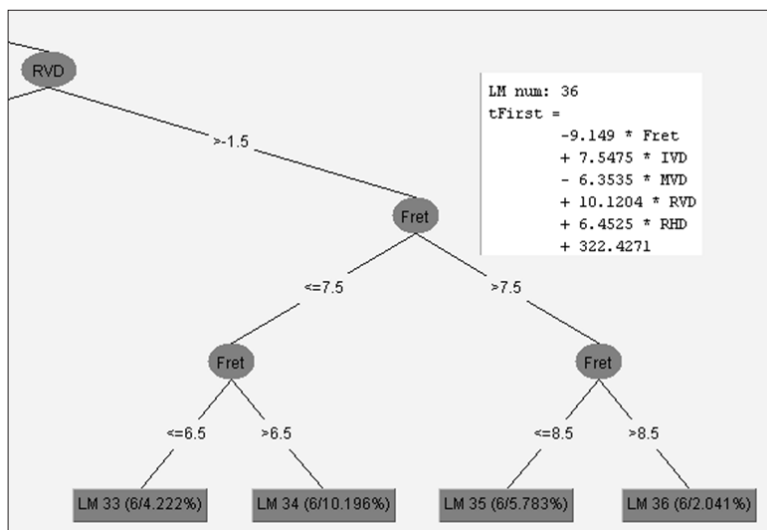 RVD
LM num: 36
tFirst =
-9.149 * Fret
+ 7.5475 * IVD
- 6.3535 * MVD
+ 10.1204 * RVD
+ 6.4525 * RHD
+ 322.4271
>-1.5
Fret
<=7.5
>7.5
Fret
Fret
<=6.5
>6.5
<=8.5
>8.5
LM 33 (6/4.222%)
LM 34 (6/10.196%)
LM 35 (6/5.783%)
LM 36 (6/2.041%)